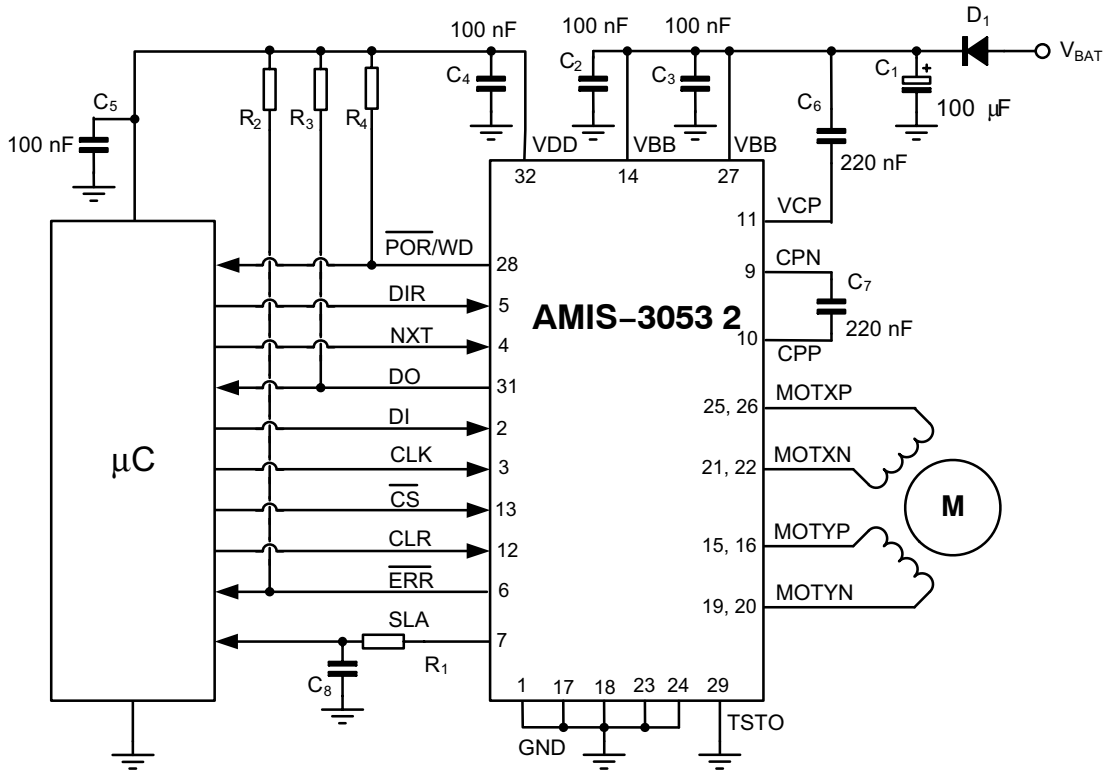 100 nF 100 nF 100 nF D1
C4 C2 C3 C1 + VBAT
C5 R2 R3 R4 C6 100 µF
100 nF VDD VBB VBB 220 nF
32 14 27
11 VCP
POR/WD 28 9 CPN
DIR 5 C7
AMIS−3053 2
NXT 4 10 220 nF
CPP
DO 31
25, 26 MOTXP
DI 2
µC CLK 3 21, 22 MOTXN
CS 13 M
CLR 12 15, 16 MOTYP
ERR 6 19, 20 MOTYN
SLA
7
R1
C8 1 17 18 23 24 29
GND TSTO